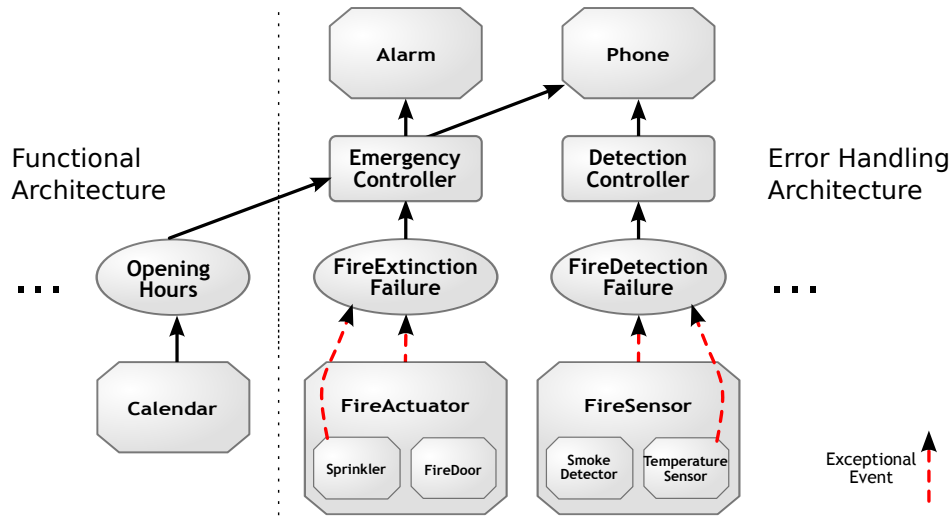 Alarm
Phone
Functional
Architecture
Emergency
Controller
Detection
Controller
Error Handling
Architecture
Opening
Hours
FireExtinction
Failure
FireDetection
Failure
...
...
Calendar
FireActuator
FireSensor
Sprinkler
FireDoor
Smoke
Detector
Temperature
Sensor
Exceptional
Event